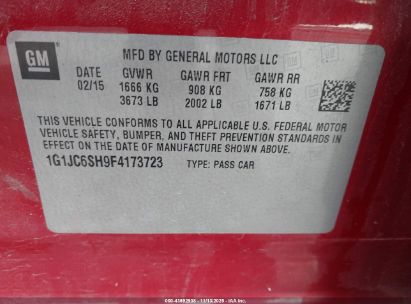 GM
MFD BY GENERAL MOTORS LLC
DATE GVWR GAWR FRT GAWR RR
02/15 1666 KG 908 KG 758 KG
3673 LB 2002 LB 1671 LB
THIS VEHICLE CONFORMS TO ALL APPLICABLE U.S. FEDERAL MOTOR
VEHICLE SAFETY, BUMPER, AND THEFT PREVENTION STANDARDS
IN EFFECT ON THE DATE OF MANUFACTURE SHOWN ABOVE.
1G1JC6SH9F4173723 TYPE: PASS CAR